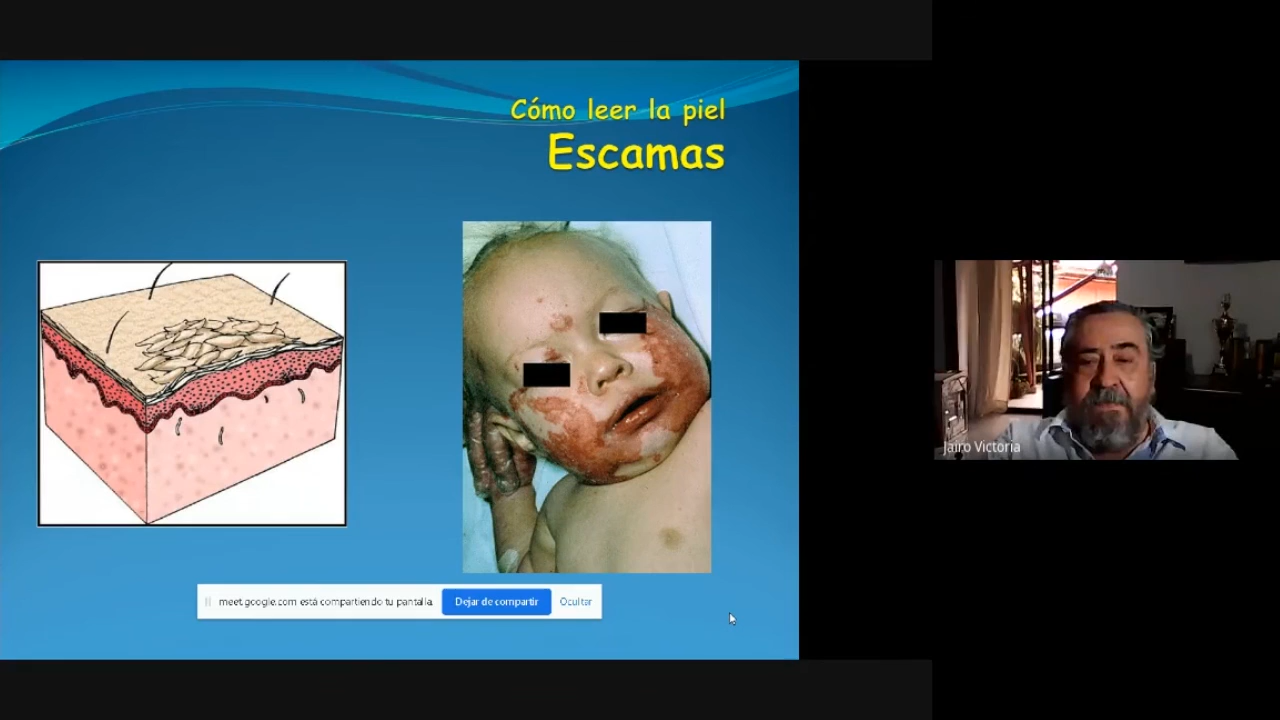 Cómo leer la piel
Escamas
Jairo Victoria
meet.google.com está compartiendo tu pantalla.
Dejar de compartir
Ocultar